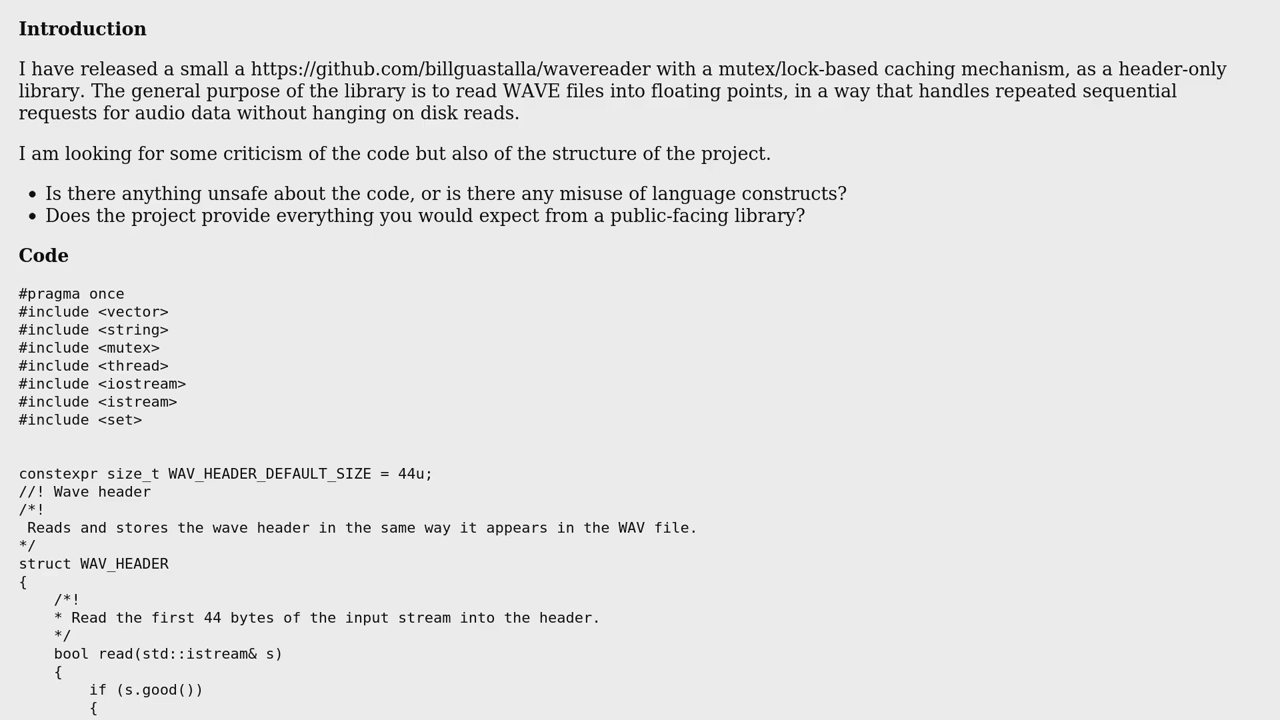 Introduction
I have released a small a https://github.com/billguastalla/wavereader with a mutex/lock-based caching mechanism, as a header-only
library. The general purpose of the library is to read WAVE files into floating points, in a way that handles repeated sequential
requests for audio data without hanging on disk reads.
I am looking for some criticism of the code but also of the structure of the project.
• Is there anything unsafe about the code, or is there any misuse of language constructs?
• Does the project provide everything you would expect from a public-facing library?
Code
#pragma once
#include <vector>
#include <string>
#include <mutex>
#include <thread>
#include <iostream>
#include <istream>
#include <set>
constexpr size_t WAV_HEADER_DEFAULT_SIZE = 44u;
//! Wave header
/*!
 Reads and stores the wave header in the same way it appears in the WAV file.
*/
struct WAV_HEADER
{
    /*!
    * Read the first 44 bytes of the input stream into the header.
    */
    bool read(std::istream& s)
    {
        if (s.good())
        {